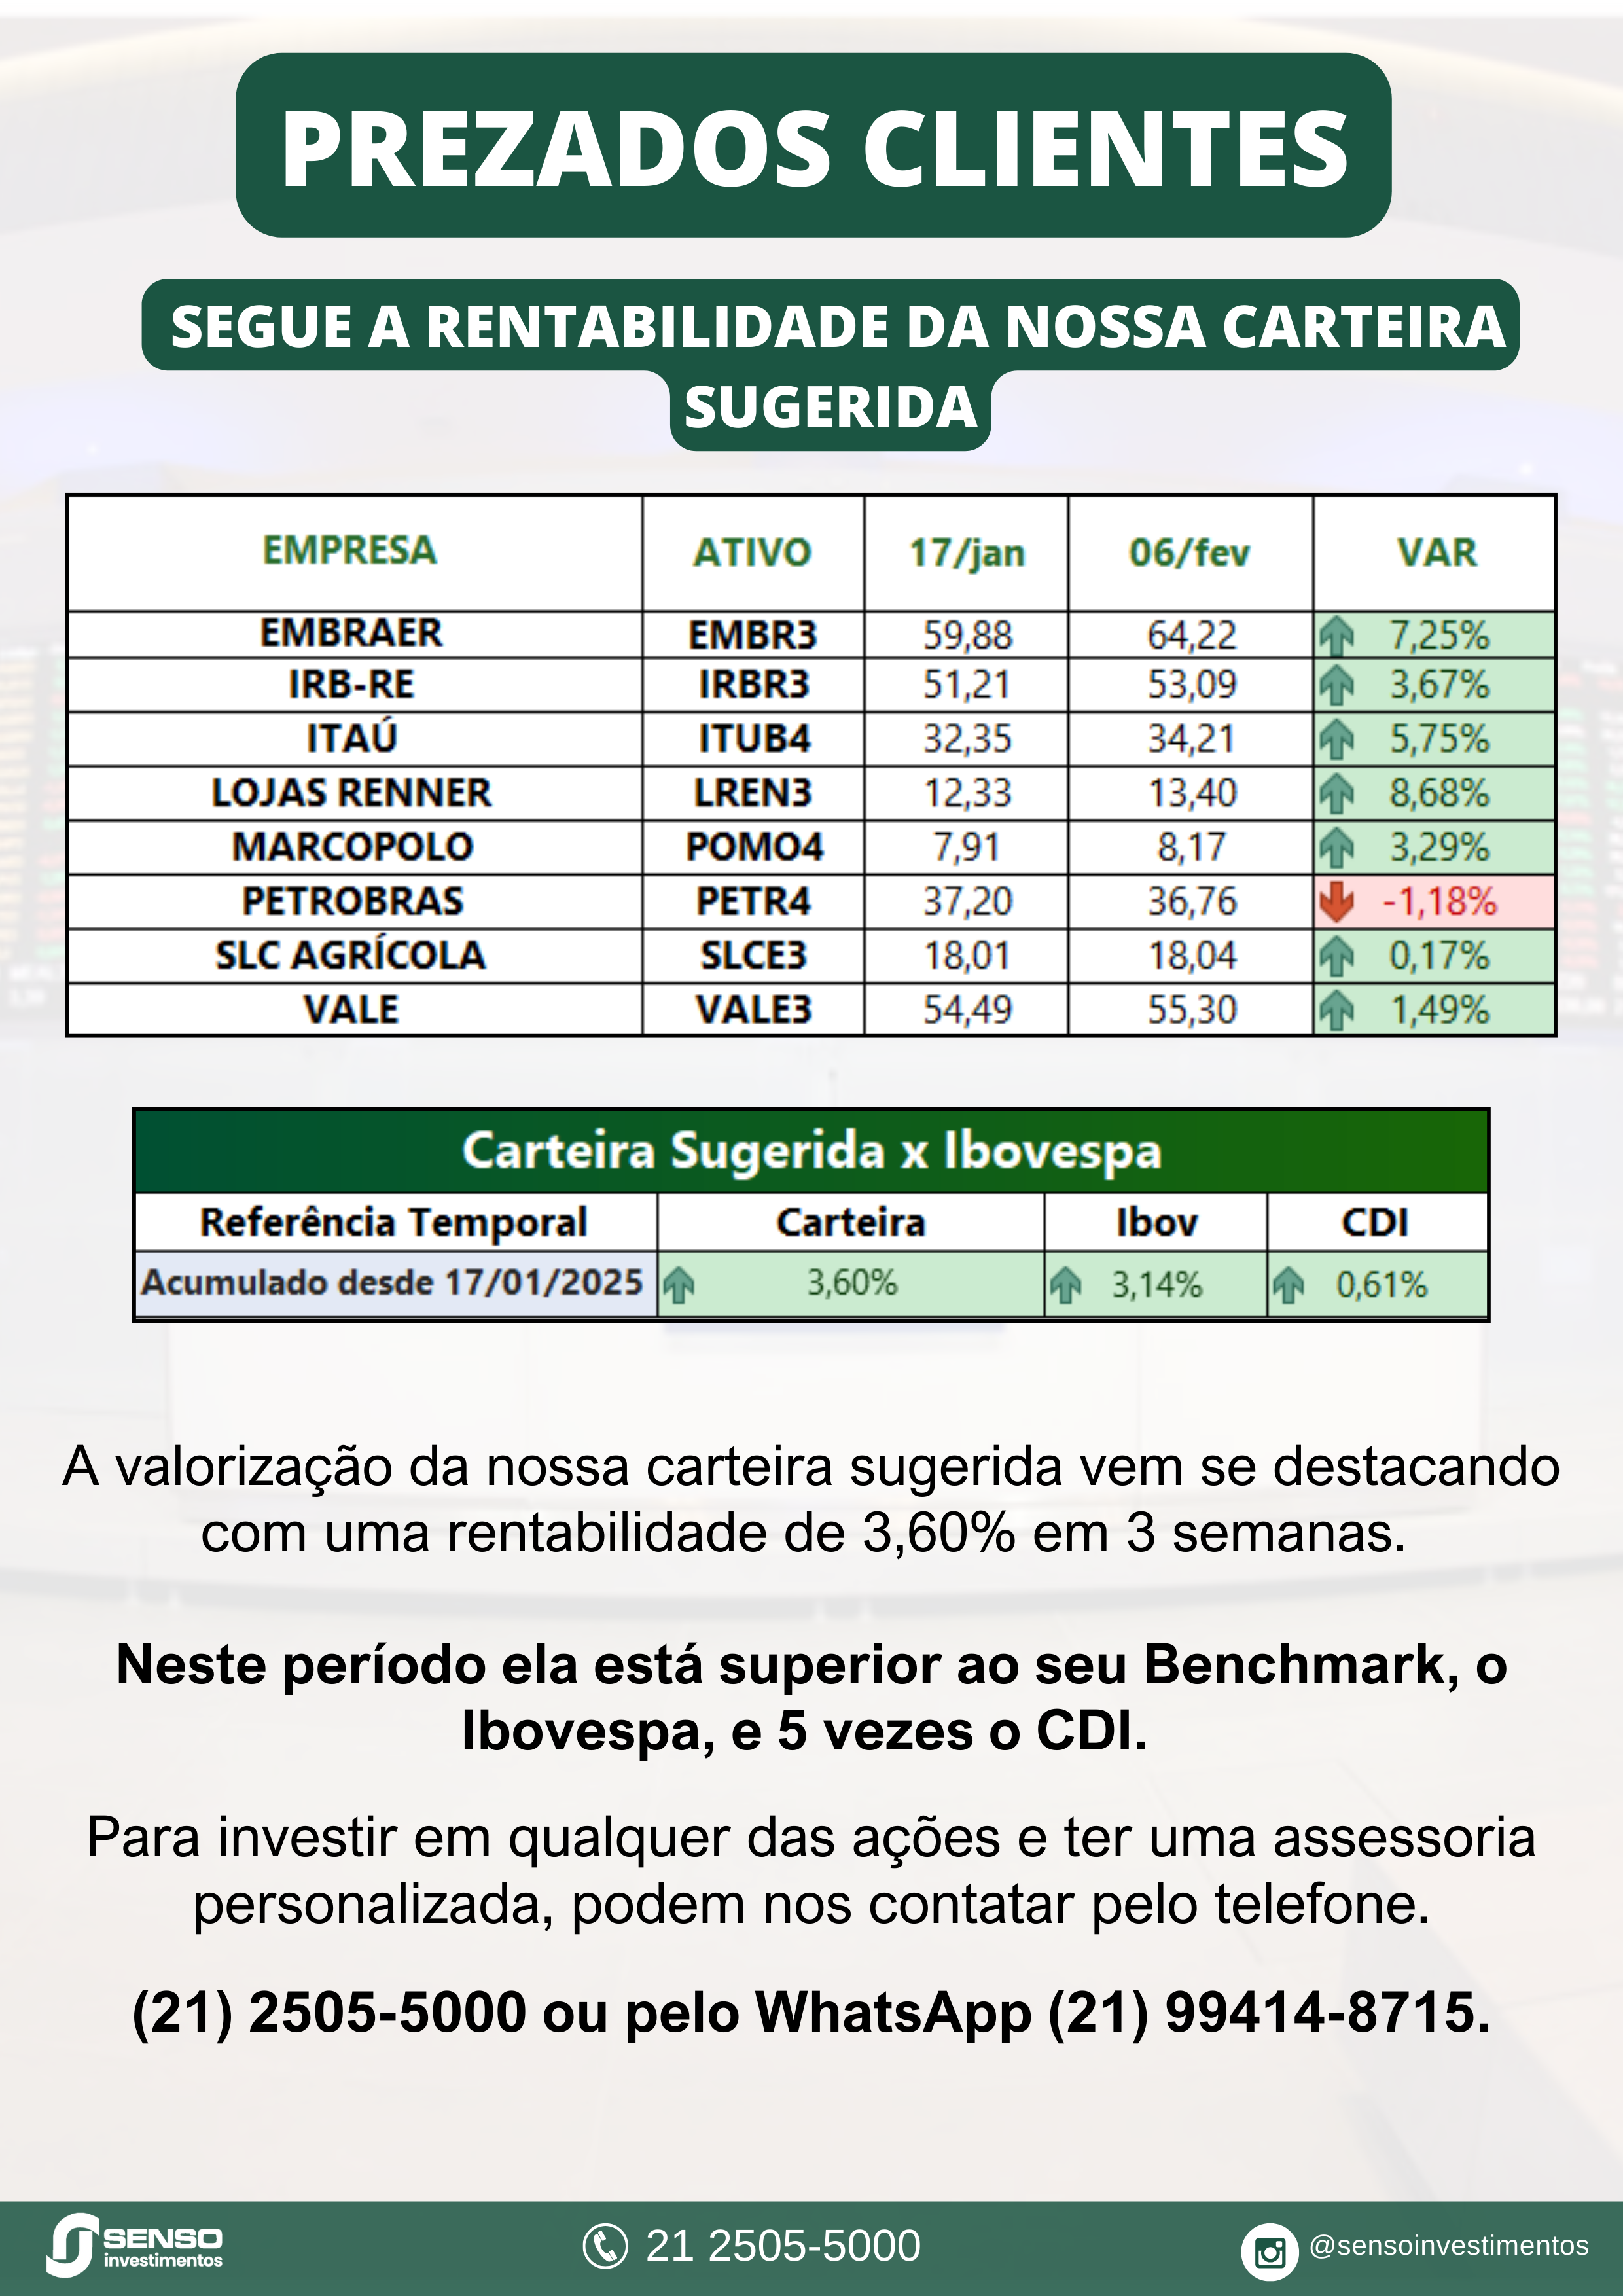 PREZADOS CLIENTES
SEGUE A RENTABILIDADE DA NOSSA CARTEIRA
SUGERIDA
EMPRESA ATIVO 17/jan 06/fev VAR
EMBRAER EMBR3 59,88 64,22 7,25%
IRB-RE IRBR3 51,21 53,09 3,67%
ITAÚ ITUB4 32,35 34,21 5,75%
LOJAS RENNER LREN3 12,33 13,40 8,68%
MARCOPOLO POMO4 7,91 8,17 3,29%
PETROBRAS PETR4 37,20 36,76 -1,18%
SLC AGRÍCOLA SLCE3 18,01 18,04 0,17%
VALE VALE3 54,49 55,30 1,49%
Carteira Sugerida x Ibovespa
Referência Temporal Carteira Ibov CDI
Acumulado desde 17/01/2025 3,60% 3,14% 0,61%
A valorização da nossa carteira sugerida vem se destacando
com uma rentabilidade de 3,60% em 3 semanas.
Neste período ela está superior ao seu Benchmark, o
Ibovespa, e 5 vezes o CDI.
Para investir em qualquer das ações e ter uma assessoria
personalizada, podem nos contatar pelo telefone.
(21) 2505-5000 ou pelo WhatsApp (21) 99414-8715.
SENSO
investimentos
21 2505-5000
@sensoinvestimentos